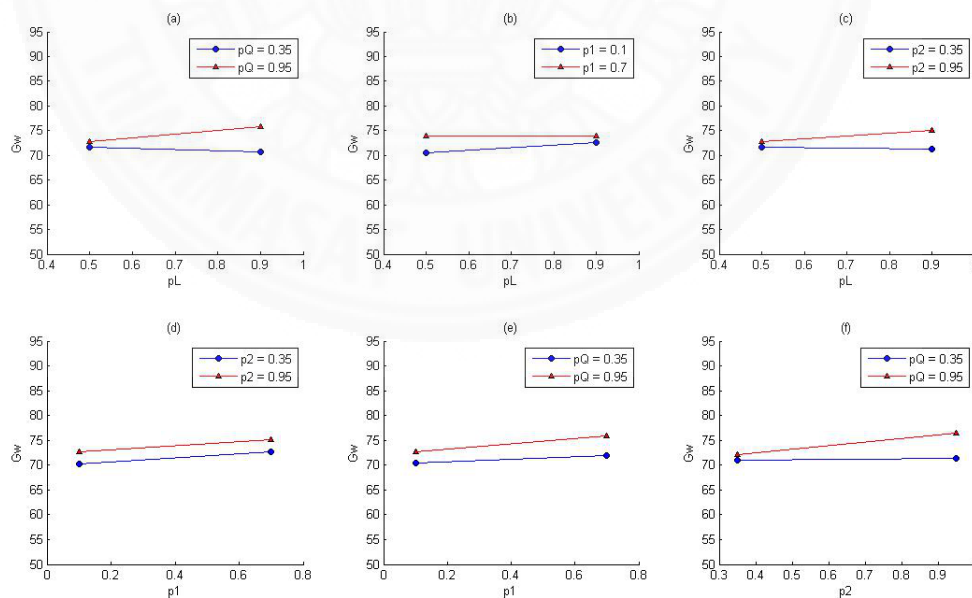 (a)
pQ = 0.35
pQ = 0.95
Gw
95
90
85
80
75
70
65
60
55
50
0.4 0.5 0.6 0.7 0.8 0.9 1
pL
(b)
p1 = 0.1
p1 = 0.7
Gw
95
90
85
80
75
70
65
60
55
50
0.4 0.5 0.6 0.7 0.8 0.9 1
pL
(c)
p2 = 0.35
p2 = 0.95
Gw
95
90
85
80
75
70
65
60
55
50
0.4 0.5 0.6 0.7 0.8 0.9
pL
(d)
p2 = 0.35
p2 = 0.95
Gw
95
90
85
80
75
70
65
60
55
50
0 0.2 0.4 0.6 0.8
p1
(e)
pQ = 0.35
pQ = 0.95
Gw
95
90
85
80
75
70
65
60
55
50
0 0.2 0.4 0.6 0.8
p1
(f)
pQ = 0.35
pQ = 0.95
Gw
95
90
85
80
75
70
65
60
55
50
0.3 0.4 0.5 0.6 0.7 0.8 0.9
p2
THAMMASAT UNIVERSITY